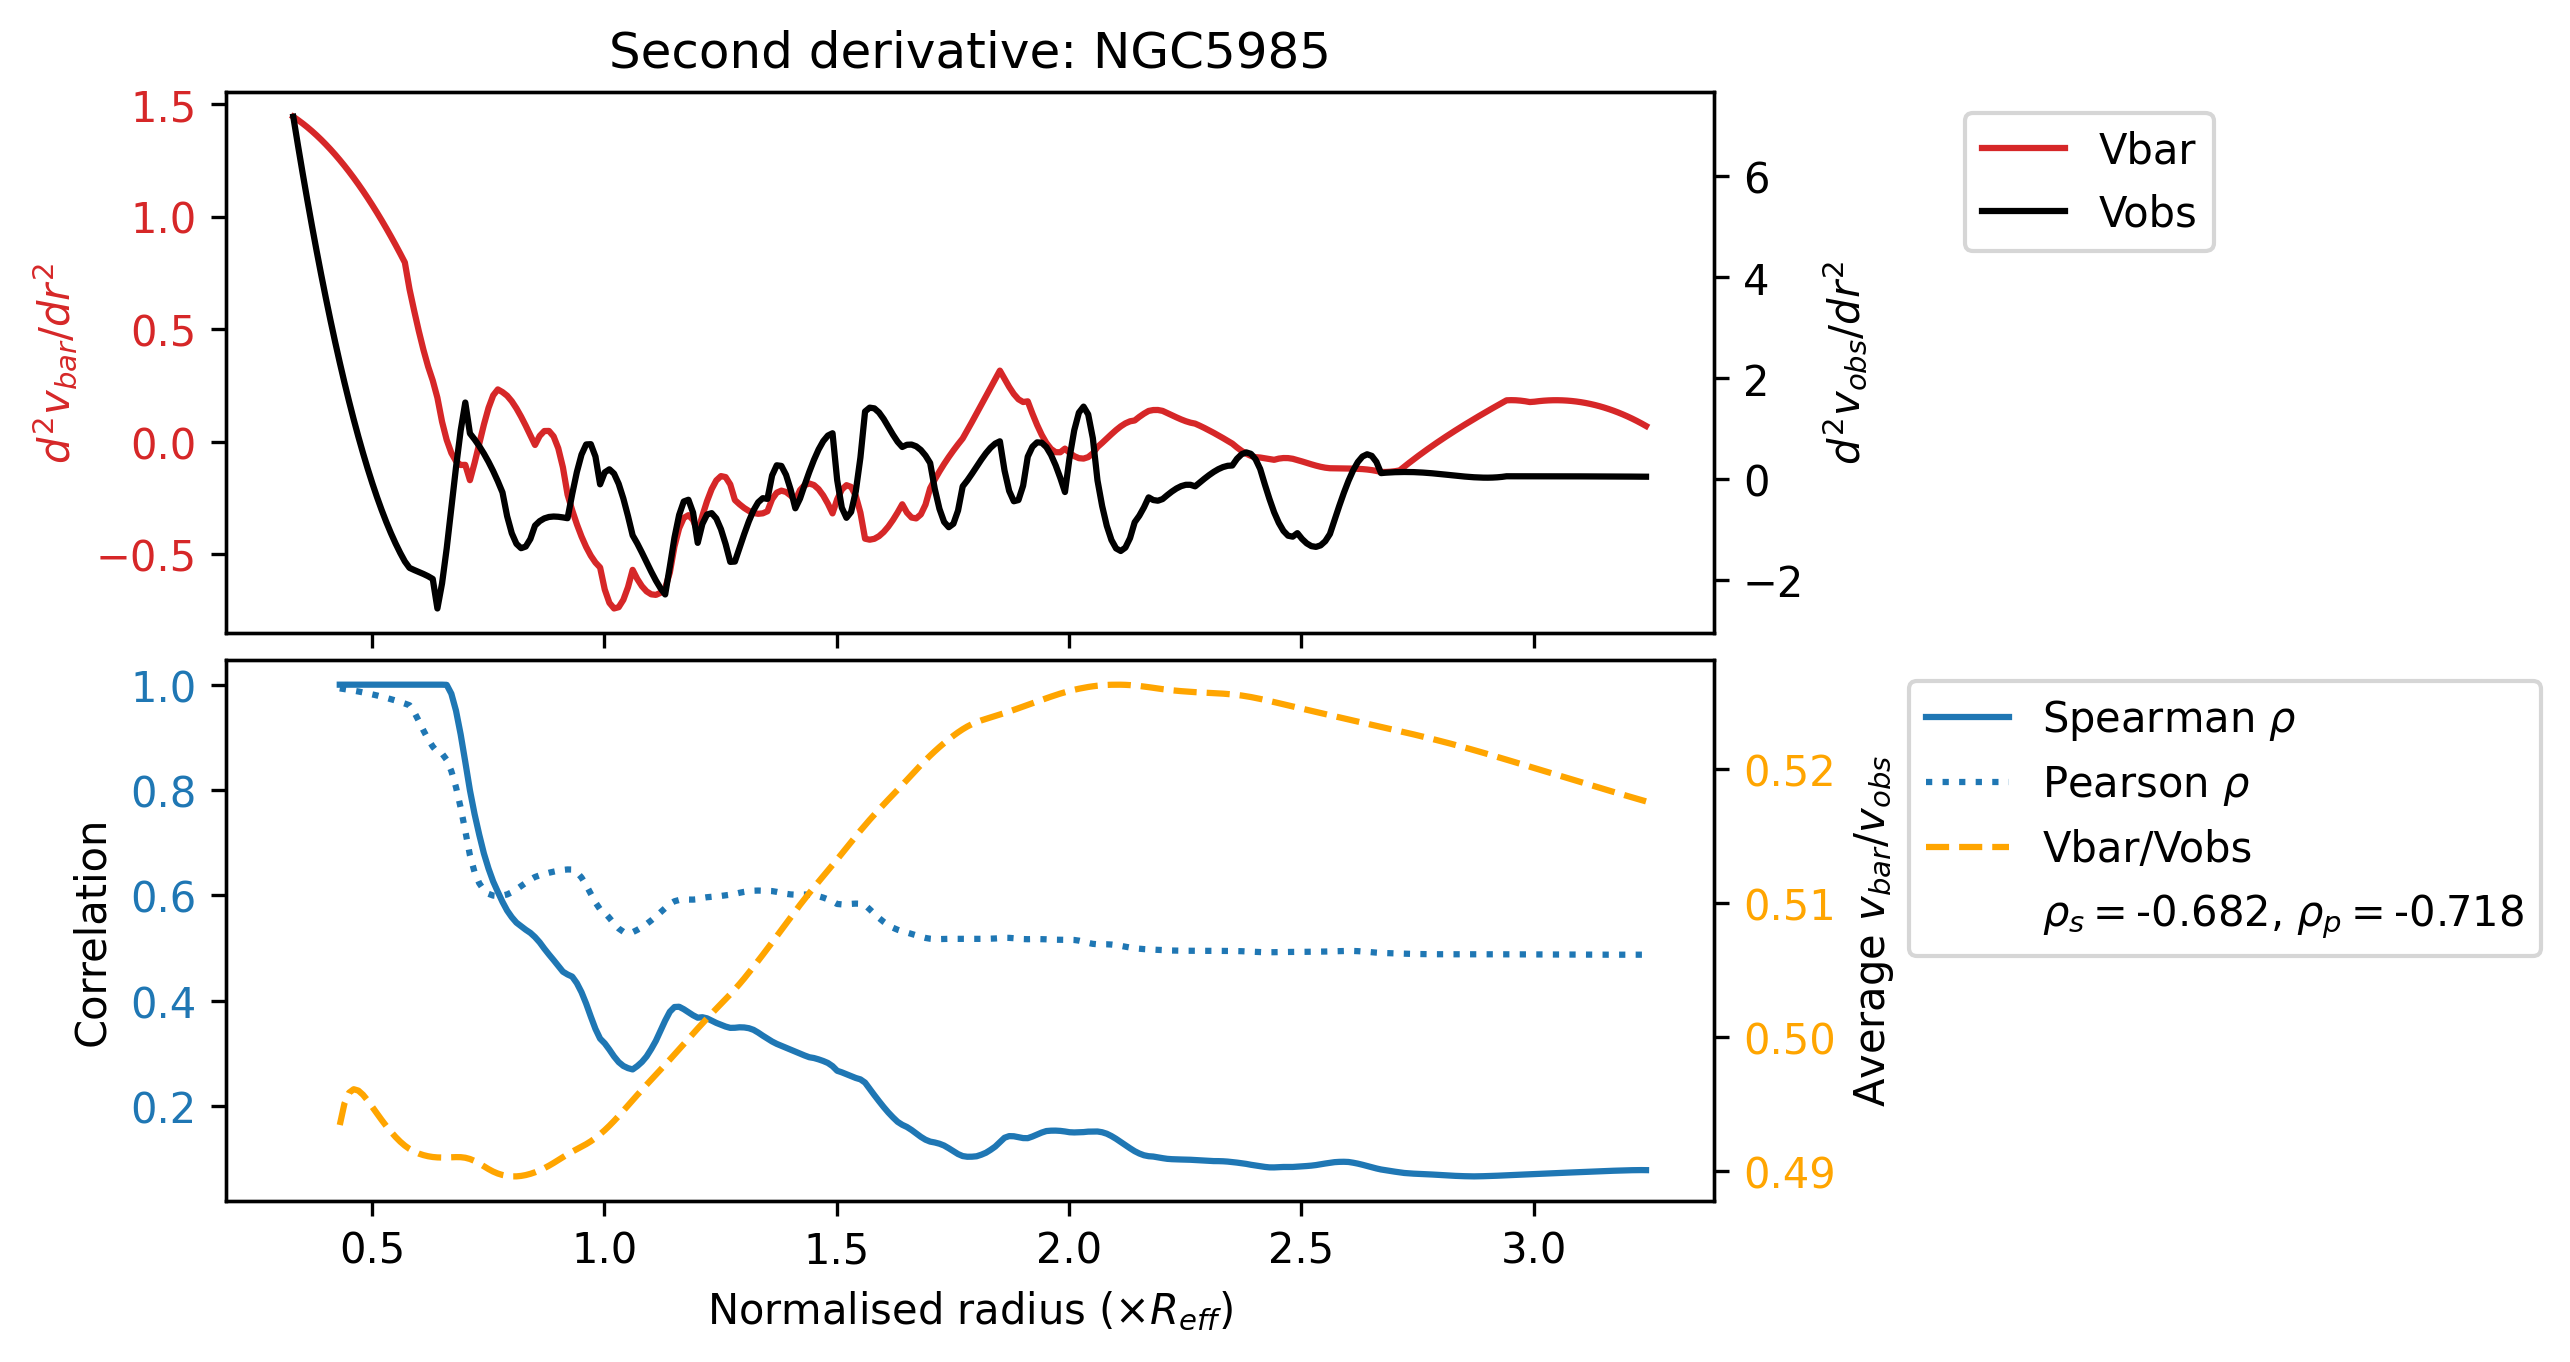 Second derivative: NGC5985
1.5
1.0
0.5
0.0
−0.5
d²v_bar/dr²
6
4
2
0
−2
d²v_obs/dr²
Vbar
Vobs
1.0
0.8
0.6
0.4
0.2
Correlation
0.52
0.51
0.50
0.49
Average v_bar/v_obs
Spearman ρ
Pearson ρ
Vbar/Vobs
ρ_s = -0.682, ρ_p = -0.718
0.5 1.0 1.5 2.0 2.5 3.0
Normalised radius (×R_eff)